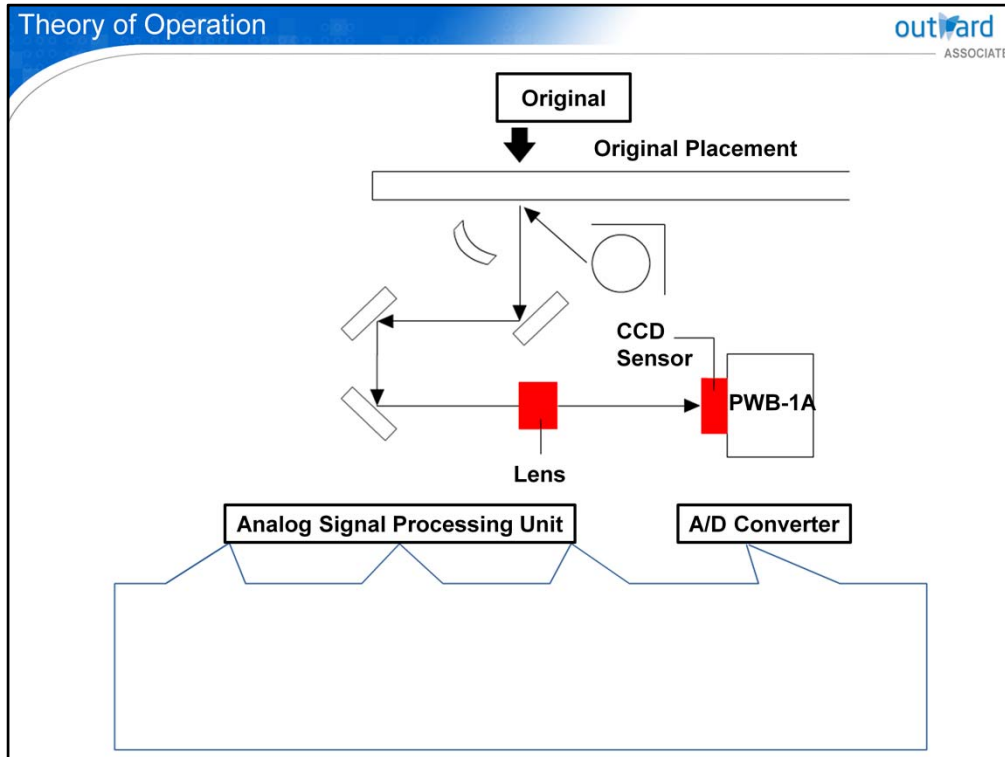 Theory of Operation
outward
ASSOCIATE
Original
Original Placement
CCD
Sensor
PWB-1A
Lens
Analog Signal Processing Unit
A/D Converter